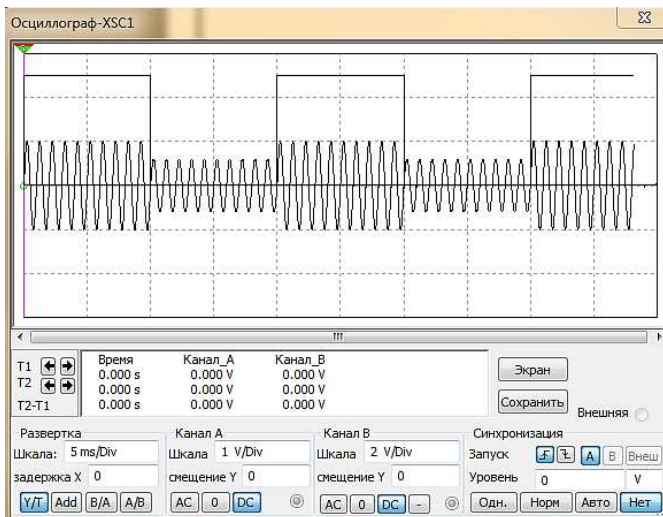 Осциллограф-XSC1
Время Канал_A Канал_B
T1 0.000 s 0.000 V 0.000 V
T2 0.000 s 0.000 V 0.000 V
T2-T1 0.000 s 0.000 V 0.000 V
Экран
Сохранить
Внешняя
Развертка Канал A Канал B Синхронизация
Шкала: 5 ms/Div Шкала 1 V/Div Шкала 2 V/Div Запуск A B Внеш
задержка X 0 смещение Y 0 смещение Y 0 Уровень 0 V
Y/T Add B/A A/B AC 0 DC AC 0 DC - Одн. Норм Авто Нет